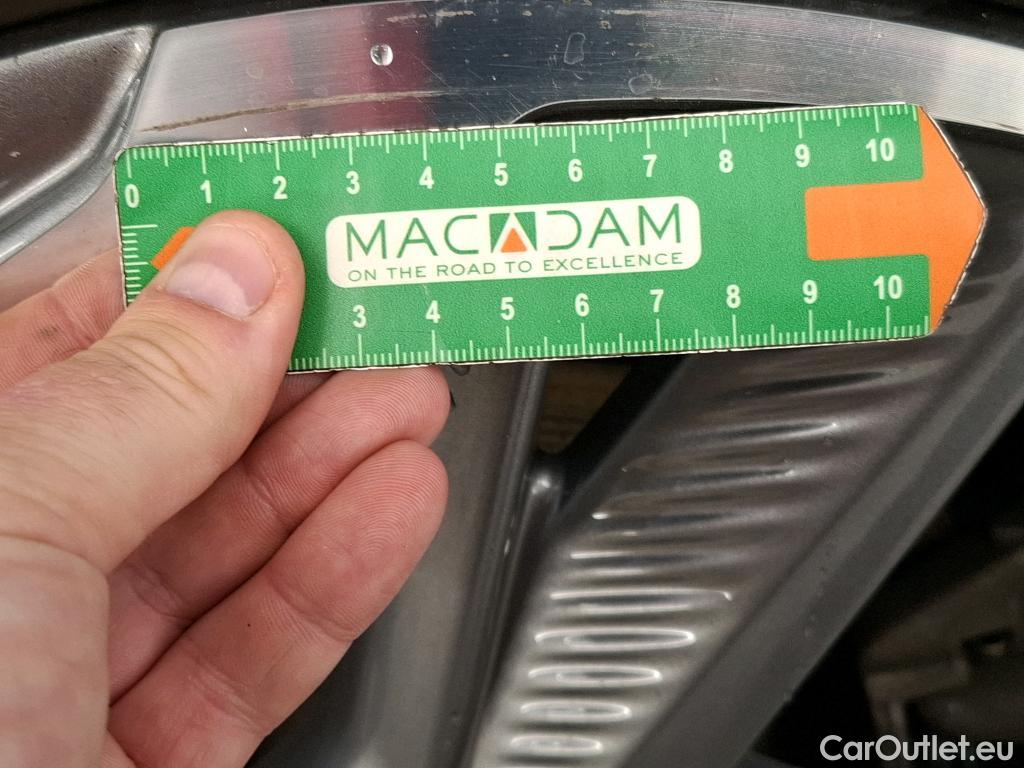 0 1 2 3 4 5 6 7 8 9 10
MACADAM
ON THE ROAD TO EXCELLENCE
3 4 5 6 7 8 9 10
CarOutlet.eu